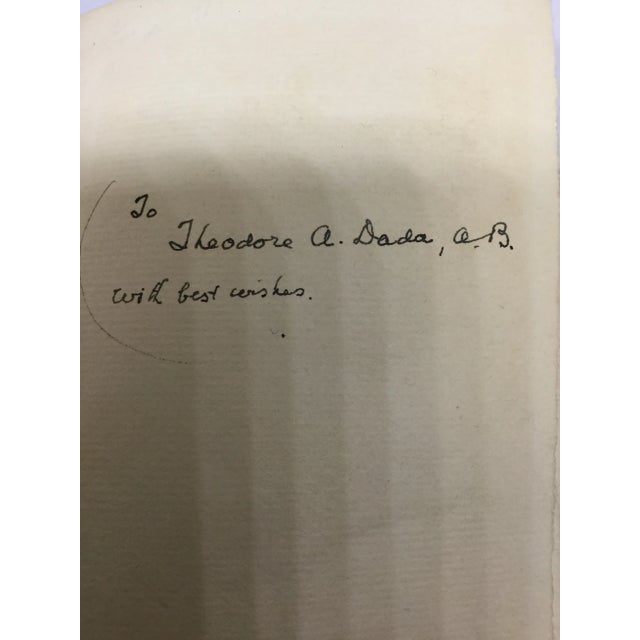 To
Theodore A. Dada, A.B.
with best wishes.